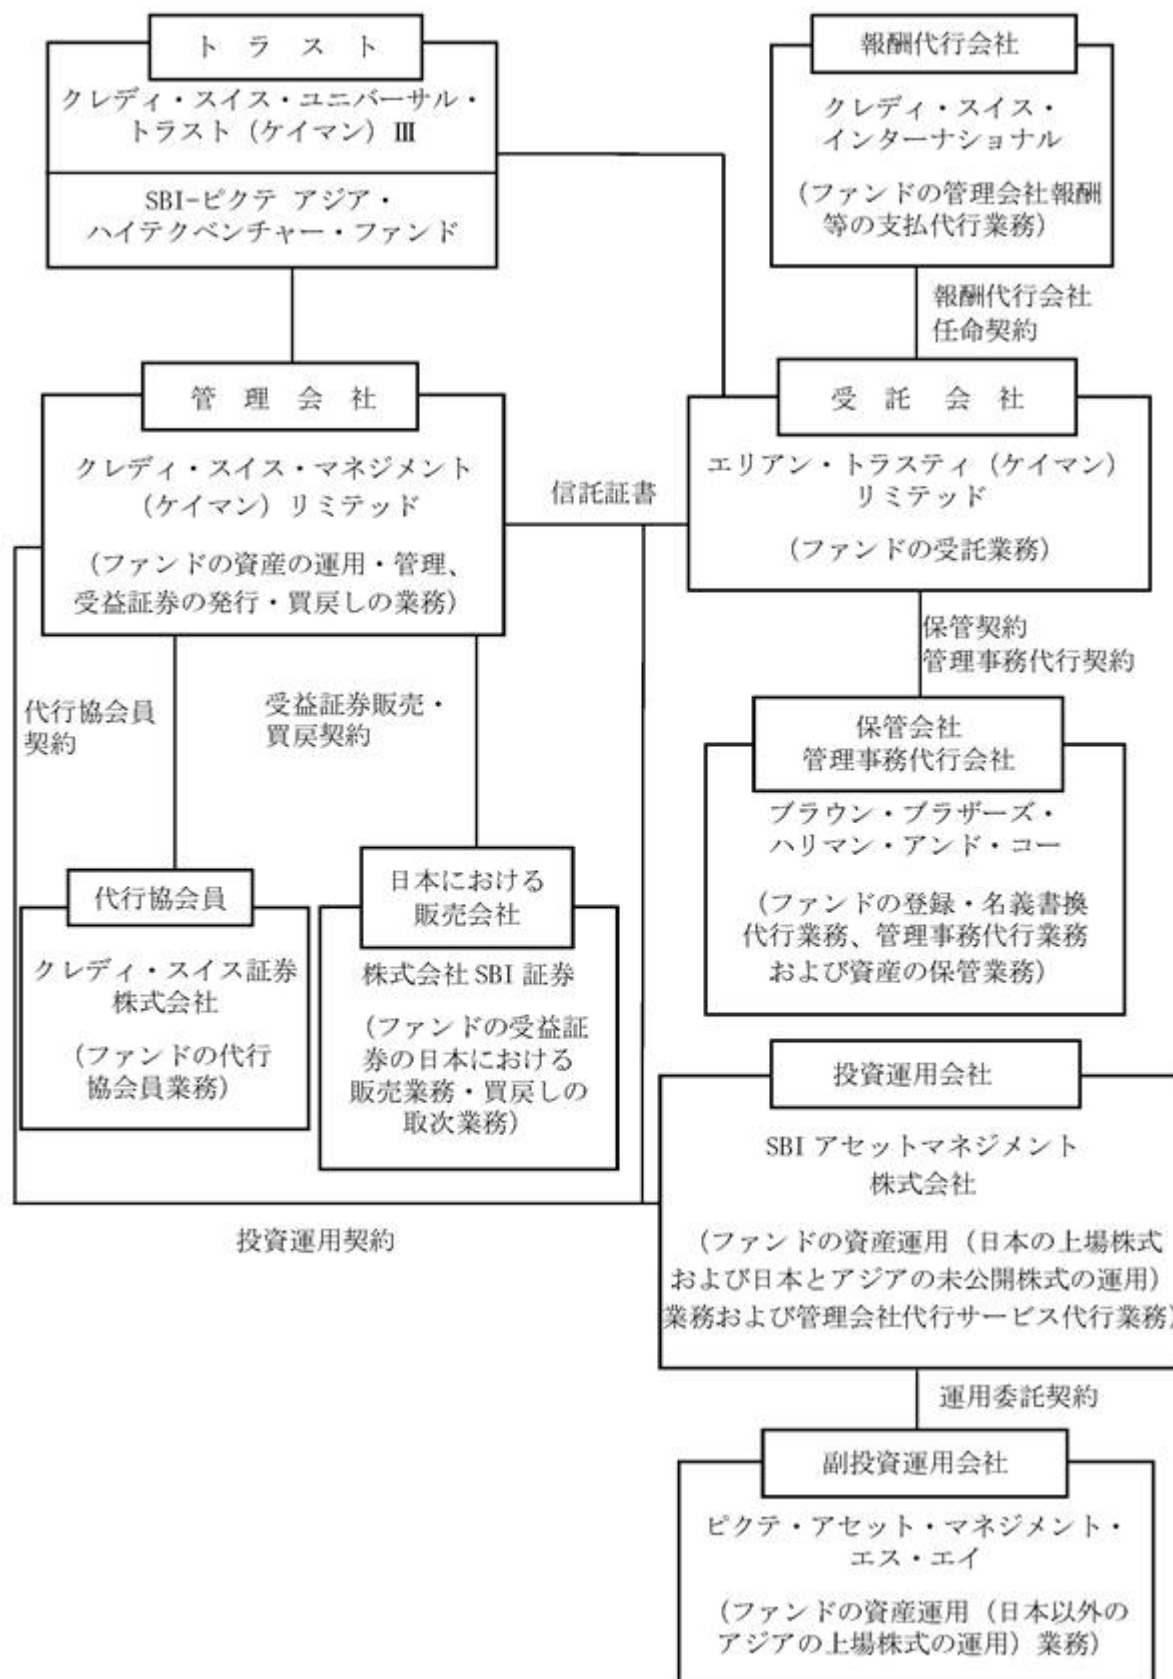 トラスト
クレディ・スイス・ユニバーサル・
トラスト（ケイマン）Ⅲ
SBI-ピクテ アジア・
ハイテクベンチャー・ファンド
報酬代行会社
クレディ・スイス・
インターナショナル
（ファンドの管理会社報酬
等の支払代行業務）
報酬代行会社
任命契約
管理会社
クレディ・スイス・マネジメント
（ケイマン）リミテッド
（ファンドの資産の運用・管理、
受益証券の発行・買戻しの業務）
信託証書
受託会社
エリアン・トラスティ（ケイマン）
リミテッド
（ファンドの受託業務）
保管契約
管理事務代行契約
代行協会員
契約
受益証券販売・
買戻契約
保管会社
管理事務代行会社
ブラウン・ブラザーズ・
ハリマン・アンド・コー
（ファンドの登録・名義書換
代行業務、管理事務代行業務
および資産の保管業務）
代行協会員
クレディ・スイス証券
株式会社
（ファンドの代行
協会員業務）
日本における
販売会社
株式会社 SBI 証券
（ファンドの受益証
券の日本における
販売業務・買戻しの
取次業務）
投資運用契約
投資運用会社
SBI アセットマネジメント
株式会社
（ファンドの資産運用（日本の上場株式
および日本とアジアの未公開株式の運用）
業務および管理会社代行サービス代行業務）
運用委託契約
副投資運用会社
ピクテ・アセット・マネジメント・
エス・エイ
（ファンドの資産運用（日本以外の
アジアの上場株式の運用）業務）